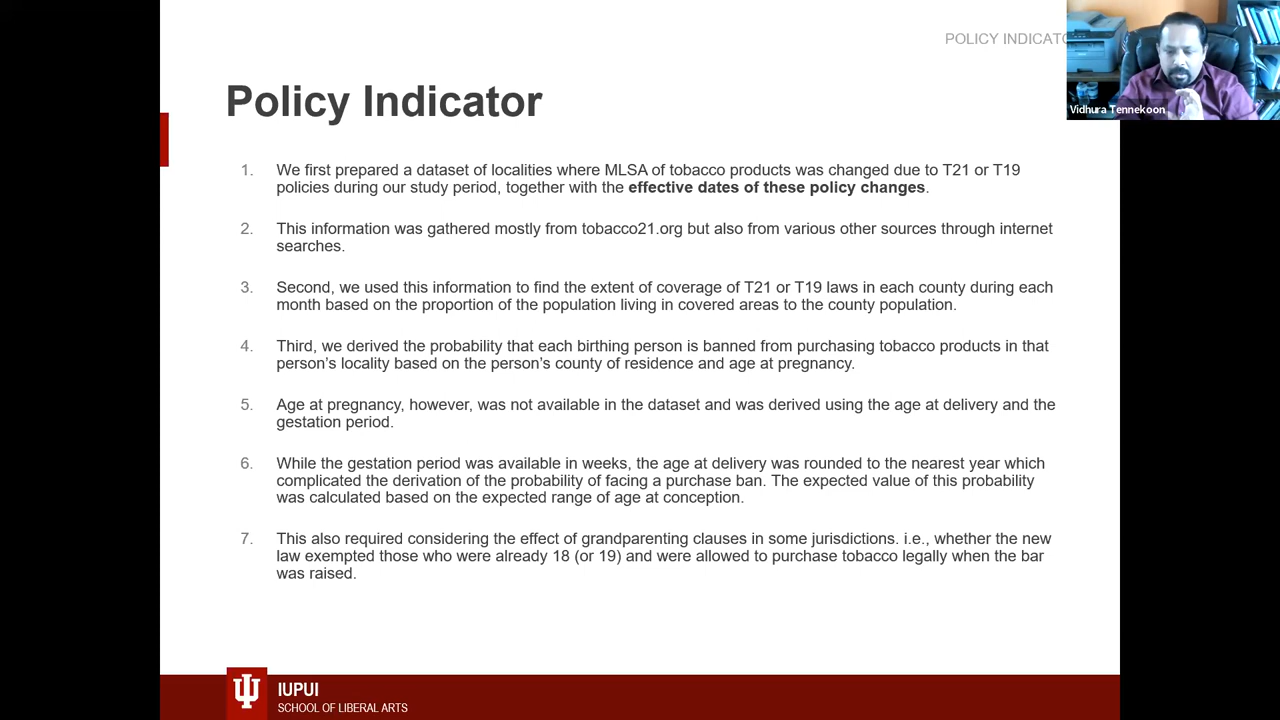 POLICY INDICATO
Vidhura Tennekoon
Policy Indicator
1. We first prepared a dataset of localities where MLSA of tobacco products was changed due to T21 or T19
policies during our study period, together with the effective dates of these policy changes.
2. This information was gathered mostly from tobacco21.org but also from various other sources through internet
searches.
3. Second, we used this information to find the extent of coverage of T21 or T19 laws in each county during each
month based on the proportion of the population living in covered areas to the county population.
4. Third, we derived the probability that each birthing person is banned from purchasing tobacco products in that
person’s locality based on the person’s county of residence and age at pregnancy.
5. Age at pregnancy, however, was not available in the dataset and was derived using the age at delivery and the
gestation period.
6. While the gestation period was available in weeks, the age at delivery was rounded to the nearest year which
complicated the derivation of the probability of facing a purchase ban. The expected value of this probability
was calculated based on the expected range of age at conception.
7. This also required considering the effect of grandparenting clauses in some jurisdictions. i.e., whether the new
law exempted those who were already 18 (or 19) and were allowed to purchase tobacco legally when the bar
was raised.
IUPUI
SCHOOL OF LIBERAL ARTS